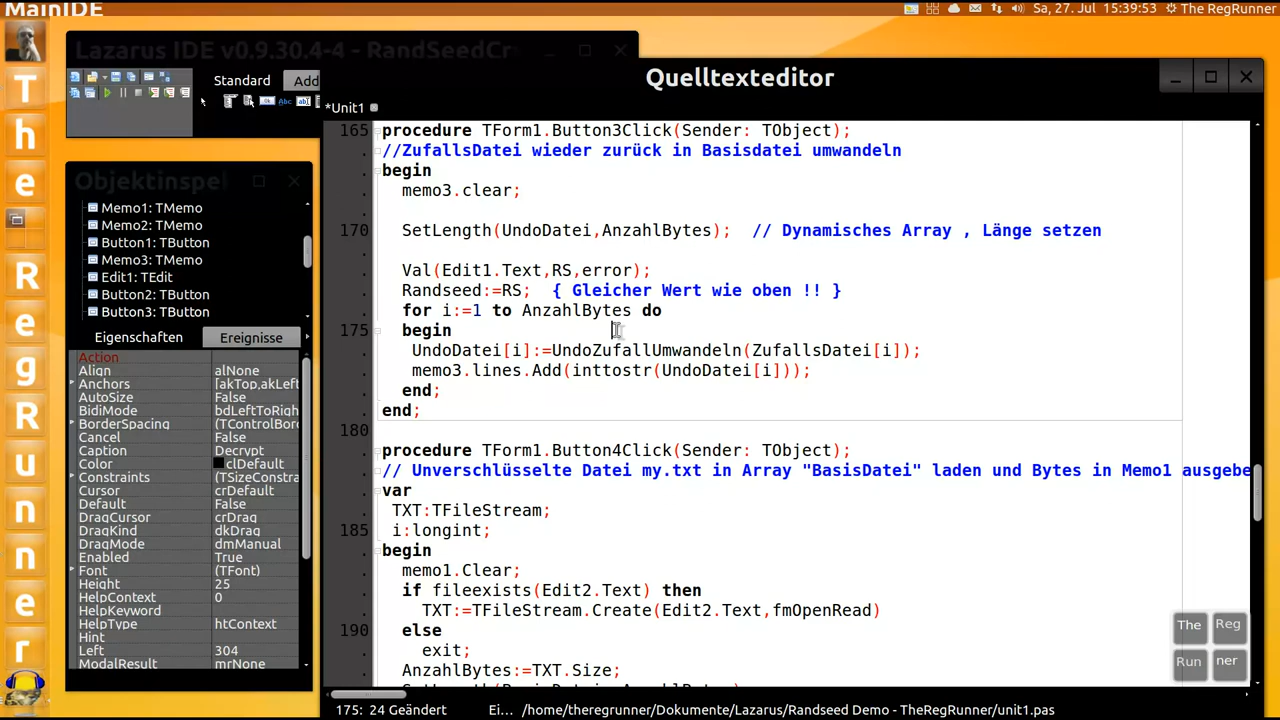 MainIDE
Sa, 27. Jul 15:39:53
The RegRunner
Lazarus IDE v0.9.30.4-4 - RandSeedCr
Standard
Add
Quelltexteditor
*Unit1
Objektinspe
Memo1: TMemo
Memo2: TMemo
Button1: TButton
Memo3: TMemo
Edit1: TEdit
Button2: TButton
Button3: TButton
Eigenschaften
Ereignisse
Action
Align alNone
Anchors [akTop,akLef
AutoSize False
BidiMode bdLeftToRigh
BorderSpacing (TControlBor
Cancel False
Caption Decrypt
Color clDefault
Constraints (TSizeConstra
Cursor crDefault
Default False
DragCursor crDrag
DragKind dkDrag
DragMode dmManual
Enabled True
Font (TFont)
Height 25
HelpContext 0
HelpKeyword
HelpType htContext
Hint
Left 304
ModalResult mrNone
165 procedure TForm1.Button3Click(Sender: TObject);
//ZufallsDatei wieder zurück in Basisdatei umwandeln
begin
memo3.clear;
170 SetLength(UndoDatei,AnzahlBytes); // Dynamisches Array , Länge setzen
Val(Edit1.Text,RS,error);
Randseed:=RS; { Gleicher Wert wie oben !! }
for i:=1 to AnzahlBytes do
175 begin
UndoDatei[i]:=UndoZufallUmwandeln(ZufallsDatei[i]);
memo3.lines.Add(inttostr(UndoDatei[i]));
end;
end;
180
procedure TForm1.Button4Click(Sender: TObject);
// Unverschlüsselte Datei my.txt in Array "BasisDatei" laden und Bytes in Memo1 ausgebe
var
TXT:TFileStream;
185 i:longint;
begin
memo1.Clear;
if fileexists(Edit2.Text) then
TXT:=TFileStream.Create(Edit2.Text,fmOpenRead)
190 else
exit;
AnzahlBytes:=TXT.Size;
175: 24 Geändert Ei... /home/theregrunner/Dokumente/Lazarus/Randseed Demo - TheRegRunner/unit1.pas
The Reg
Run ner
T
h
e
R
e
g
R
u
n
n
e
r